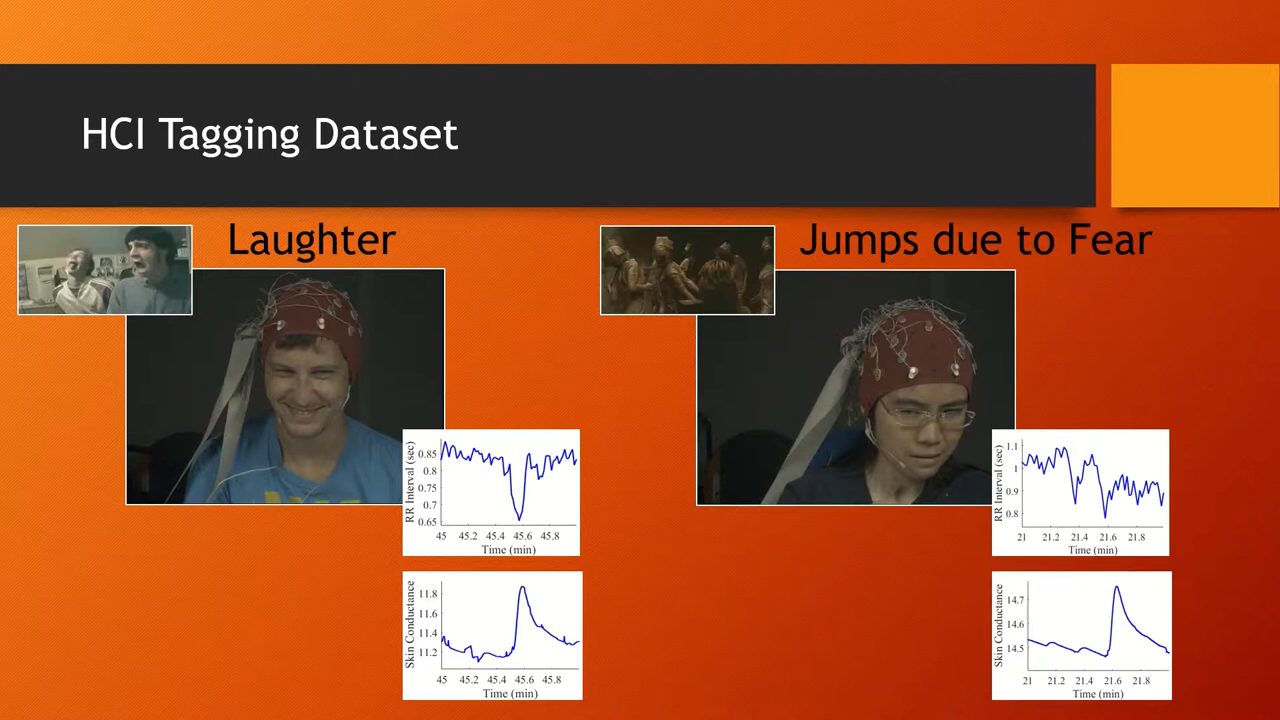 HCI Tagging Dataset
Laughter
Jumps due to Fear
RR Interval (sec)
0.85
0.8
0.75
0.7
0.65
45 45.2 45.4 45.6 45.8
Time (min)
RR Interval (sec)
1.1
1
0.9
0.8
21 21.2 21.4 21.6 21.8
Time (min)
Skin Conductance
11.8
11.6
11.4
11.2
45 45.2 45.4 45.6 45.8
Time (min)
Skin Conductance
14.7
14.6
14.5
21 21.2 21.4 21.6 21.8
Time (min)